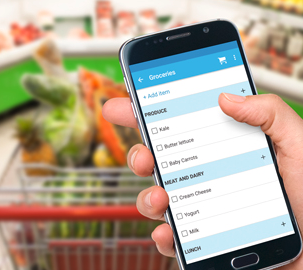 Groceries
+ Add item
PRODUCE +
Kale
Butter lettuce
Baby Carrots
MEAT AND DAIRY +
Cream Cheese
Yogurt
Milk
LUNCH +